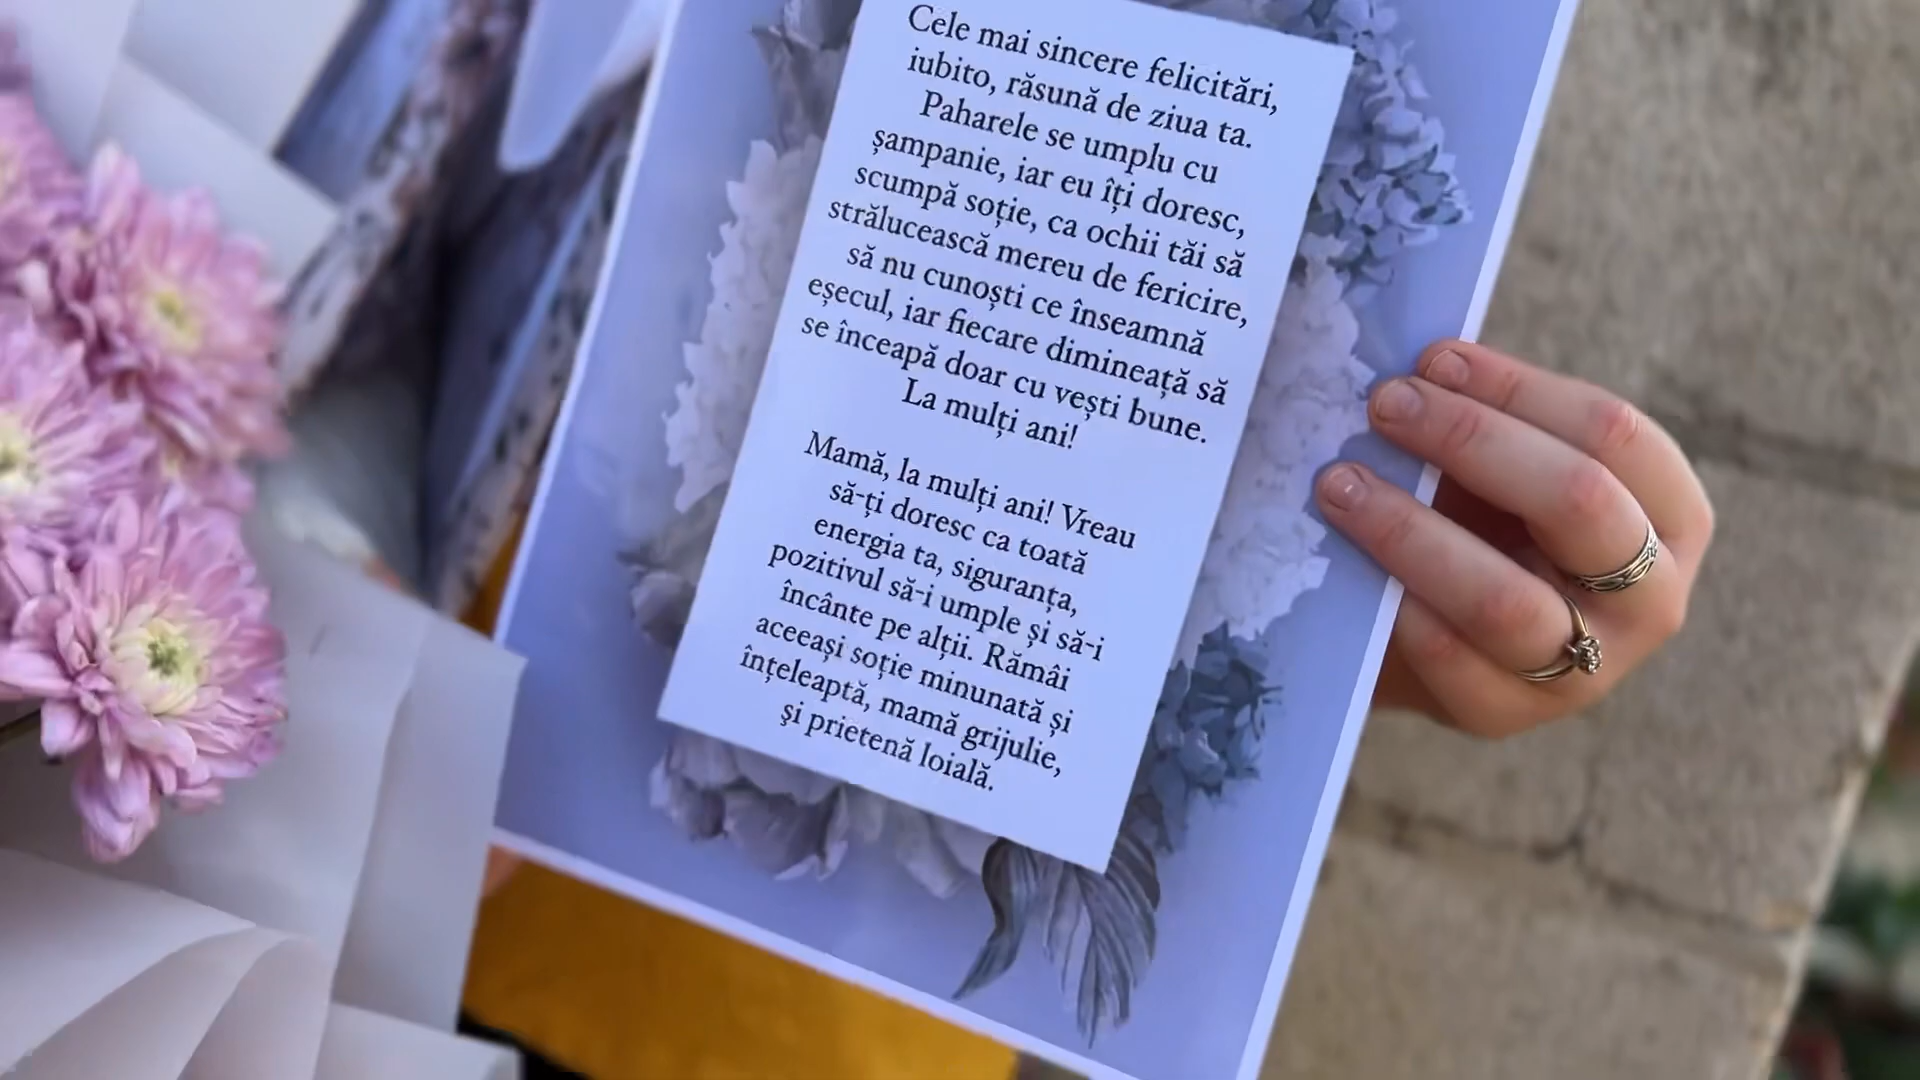 Cele mai sincere felicitări,
iubito, răsună de ziua ta.
Paharele se umplu cu
șampanie, iar eu îți doresc,
scumpă soție, ca ochii tăi să
strălucească mereu de fericire,
să nu cunoști ce înseamnă
eșecul, iar fiecare dimineață să
se înceapă doar cu vești bune.
La mulți ani!
Mamă, la mulți ani! Vreau
să-ți doresc ca toată
energia ta, siguranța,
pozitivul să-i umple și să-i
încânte pe alții. Rămâi
aceeași soție minunată și
înțeleaptă, mamă grijulie,
și prietenă loială.